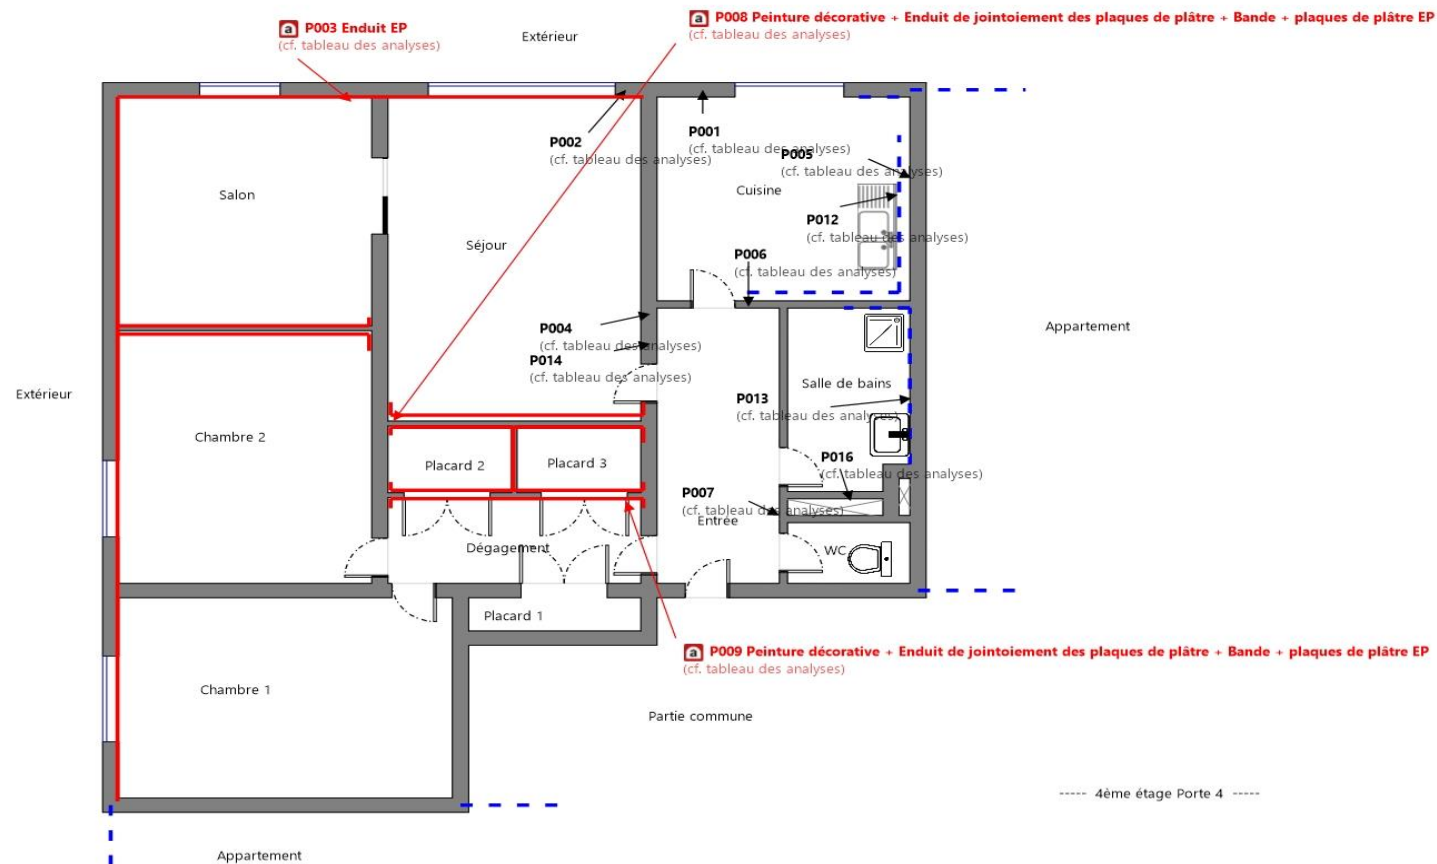 a P008 Peinture décorative + Enduit de jointoiement des plaques de plâtre + Bande + plaques de plâtre EP
(cf. tableau des analyses)
a P003 Enduit EP
(cf. tableau des analyses)
Extérieur
P002
(cf. tableau des analyses)
P001
(cf. tableau des analyses)
P005
(cf. tableau des analyses)
Salon
Cuisine
P012
(cf. tableau des analyses)
Séjour
P006
(cf. tableau des analyses)
P004
(cf. tableau des analyses)
P014
(cf. tableau des analyses)
Appartement
Extérieur
Salle de bains
P013
(cf. tableau des analyses)
Chambre 2
Placard 2
Placard 3
P016
(cf. tableau des analyses)
P007
(cf. tableau des analyses)
Entrée
Dégagement
WC
Placard 1
a P009 Peinture décorative + Enduit de jointoiement des plaques de plâtre + Bande + plaques de plâtre EP
(cf. tableau des analyses)
Chambre 1
Partie commune
----- 4ème étage Porte 4 -----
Appartement